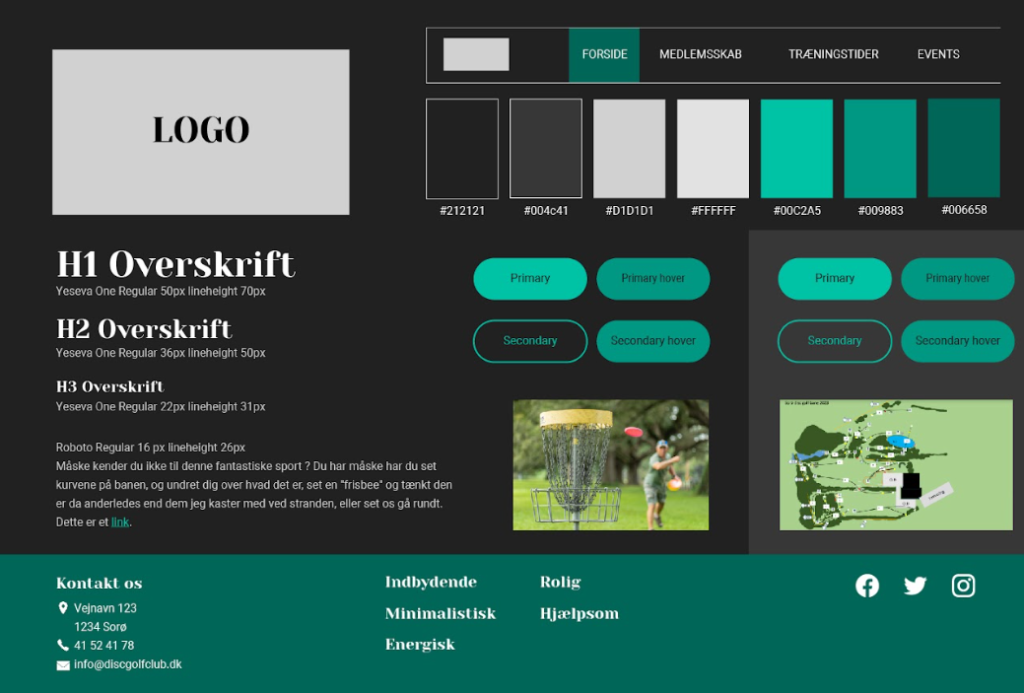 LOGO
FORSIDE MEDLEMSSKAB TRÆNINGSTIDER EVENTS
#212121 #004c41 #D1D1D1 #FFFFFF #00C2A5 #009883 #006658
H1 Overskrift
Yeseva One Regular 50px lineheight 70px
H2 Overskrift
Yeseva One Regular 36px lineheight 50px
H3 Overskrift
Yeseva One Regular 22px lineheight 31px
Roboto Regular 16 px lineheight 26px
Måske kender du ikke til denne fantastiske sport ? Du har måske har du set
kurvene på banen, og undret dig over hvad det er, set en "frisbee" og tænkt den
er da anderledes end dem jeg kaster med ved stranden, eller set os gå rundt.
Dette er et link.
Primary Primary hover
Secondary Secondary hover
Primary Primary hover
Secondary Secondary hover
Kontakt os
Vejnavn 123
1234 Sorø
41 52 41 78
info@discgolfclub.dk
Indbydende Rolig
Minimalistisk Hjælpsom
Energisk